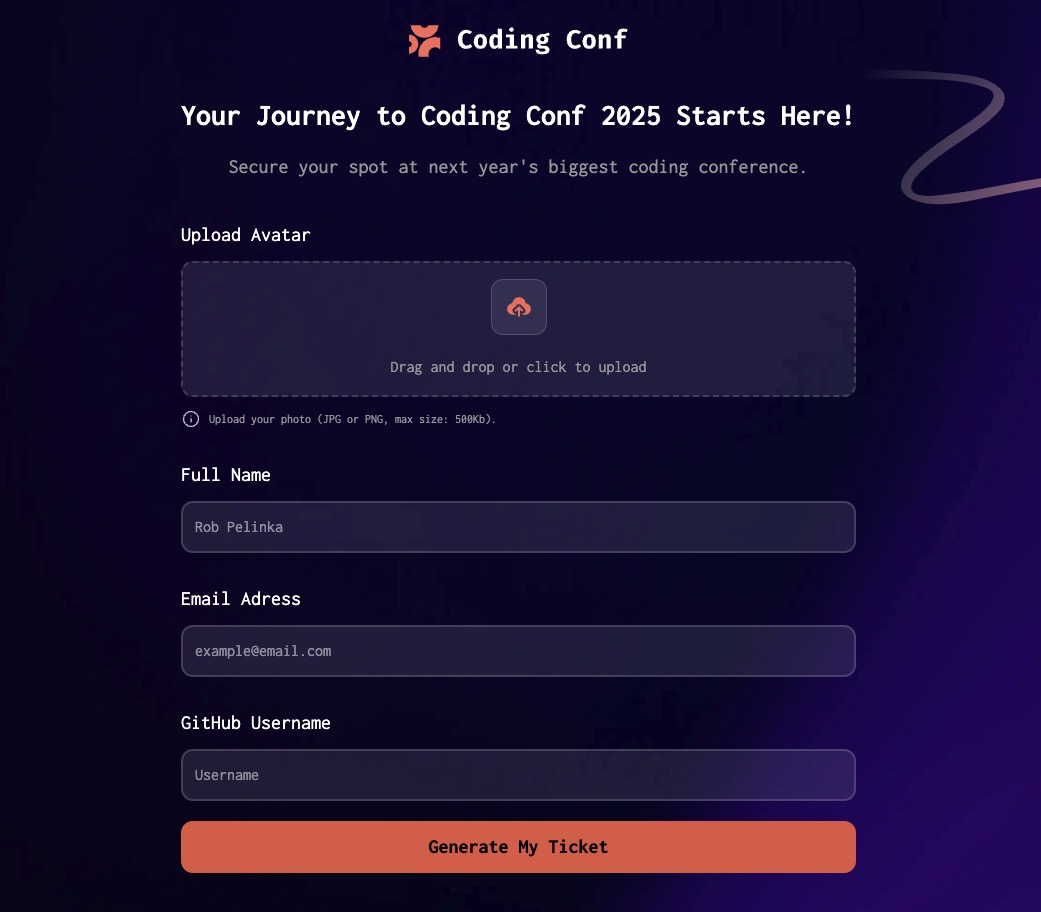 Coding Conf
Your Journey to Coding Conf 2025 Starts Here!
Secure your spot at next year's biggest coding conference.
Upload Avatar
Drag and drop or click to upload
Upload your photo (JPG or PNG, max size: 500Kb).
Full Name
Rob Pelinka
Email Adress
example@email.com
GitHub Username
Username
Generate My Ticket